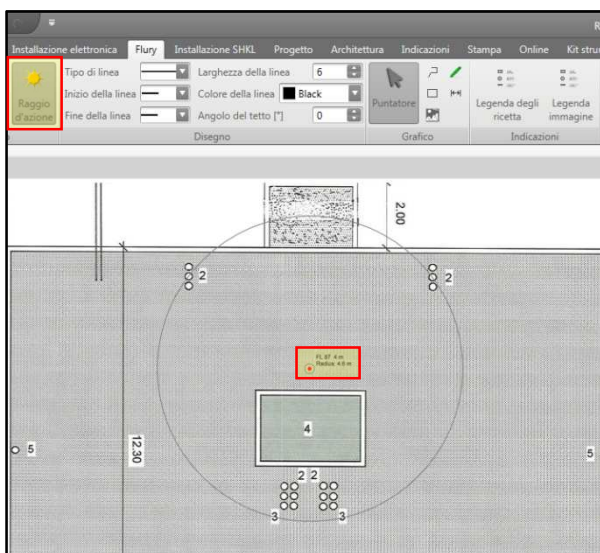 R
Installazione elettronica Flury Installazione SHKL Progetto Architettura Indicazioni Stampa Online Kit stru
Raggio d'azione
Tipo di linea
Inizio della linea
Fine della linea
Larghezza della linea 6
Colore della linea Black
Angolo del tetto [°] 0
Puntatore
Legenda degli ricetta
Legenda immagine
Disegno Grafico Indicazioni
2.00
2 2
FL 87 4 m
Radius: 4.6 m
4
5 12.30 5
2 2
3 3